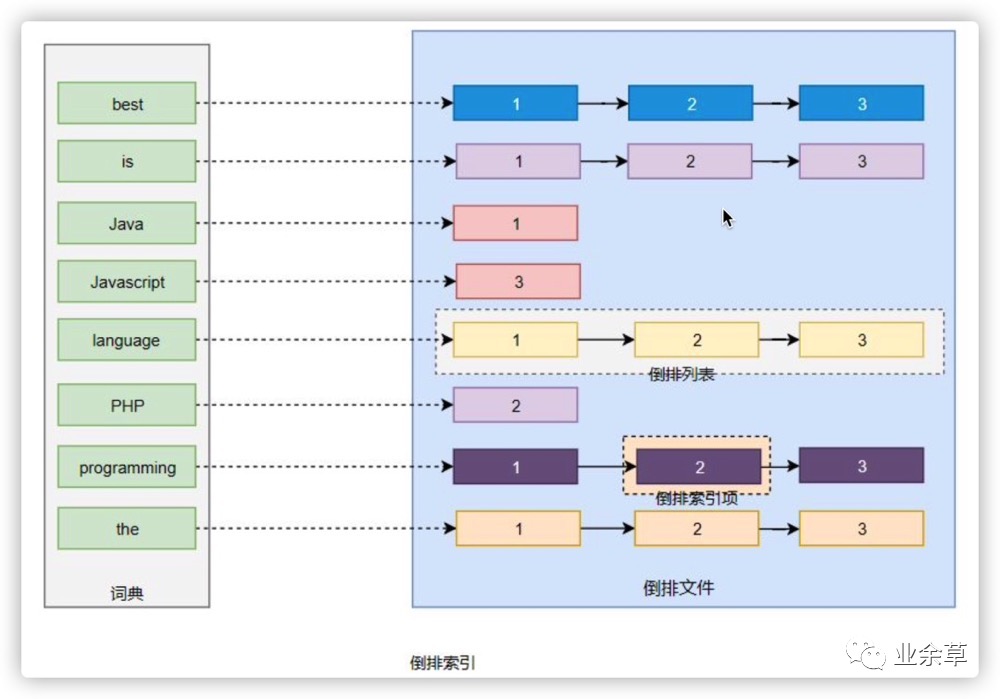 best 1 2 3
is 1 2 3
Java 1
Javascript 3
language 1 2 3
倒排列表
PHP 2
programming 1 2 3
倒排索引项
the 1 2 3
词典
倒排文件
倒排索引
业余草